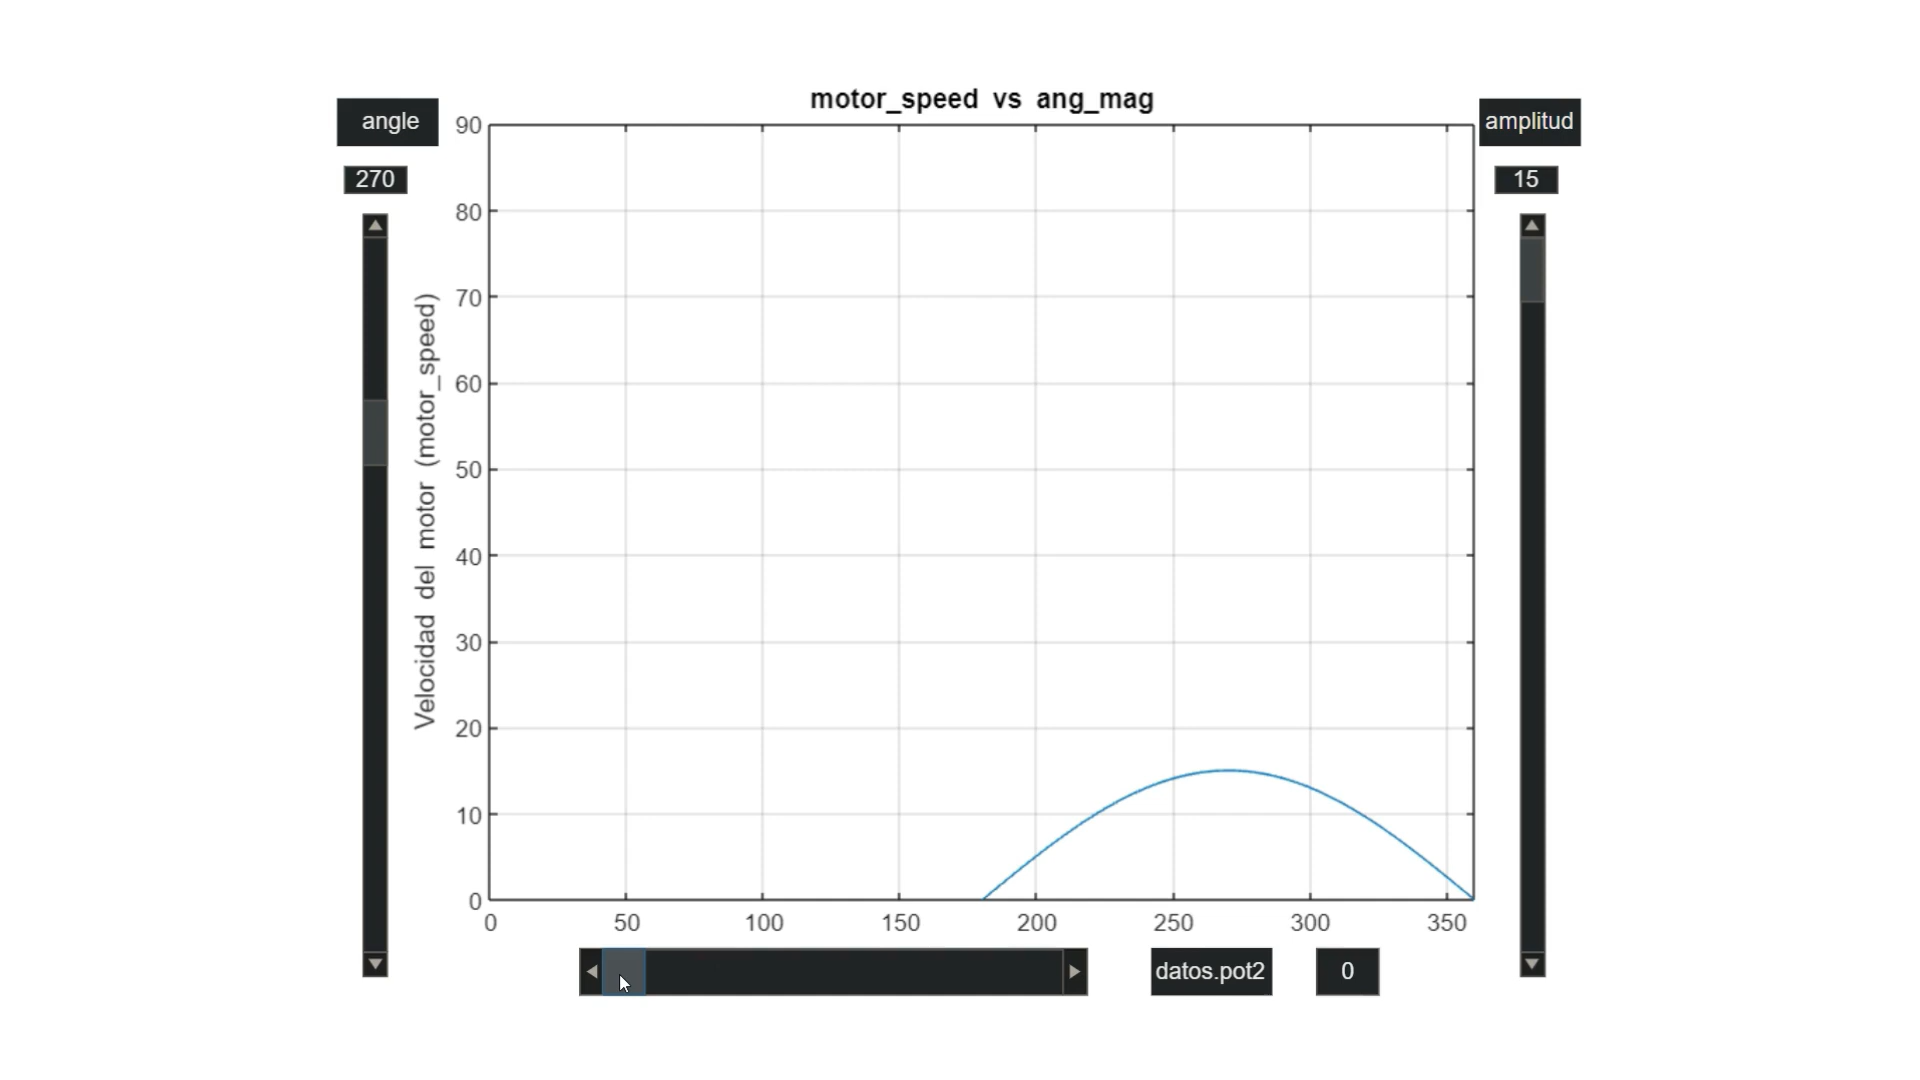 motor_speed vs ang_mag
angle
270
amplitud
15
Velocidad del motor (motor_speed)
90
80
70
60
50
40
30
20
10
0
0 50 100 150 200 250 300 350
datos.pot2
0